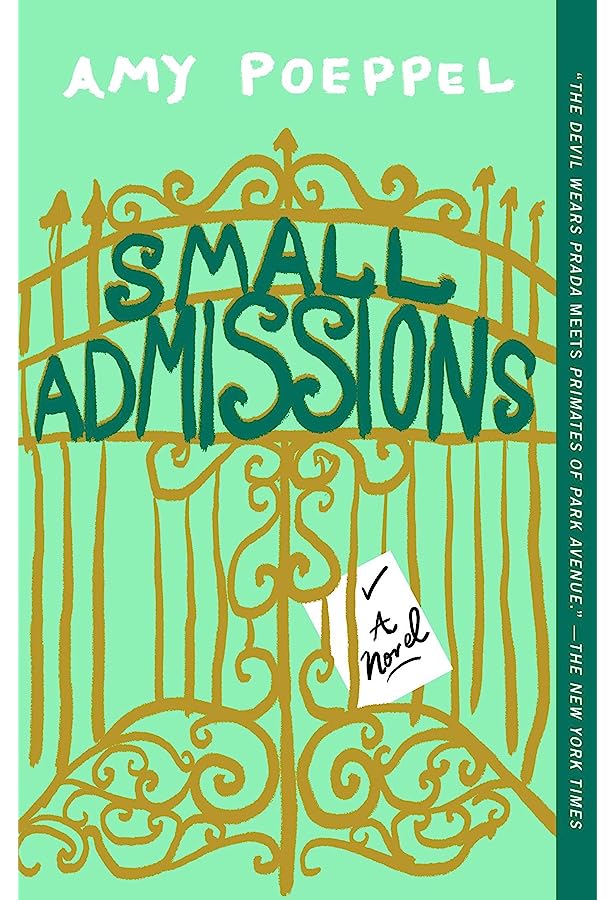 AMY POEPPEL
SMALL
ADMISSIONS
✓
A
novel
"THE DEVIL WEARS PRADA MEETS PRIMATES OF PARK AVENUE." —THE NEW YORK TIMES